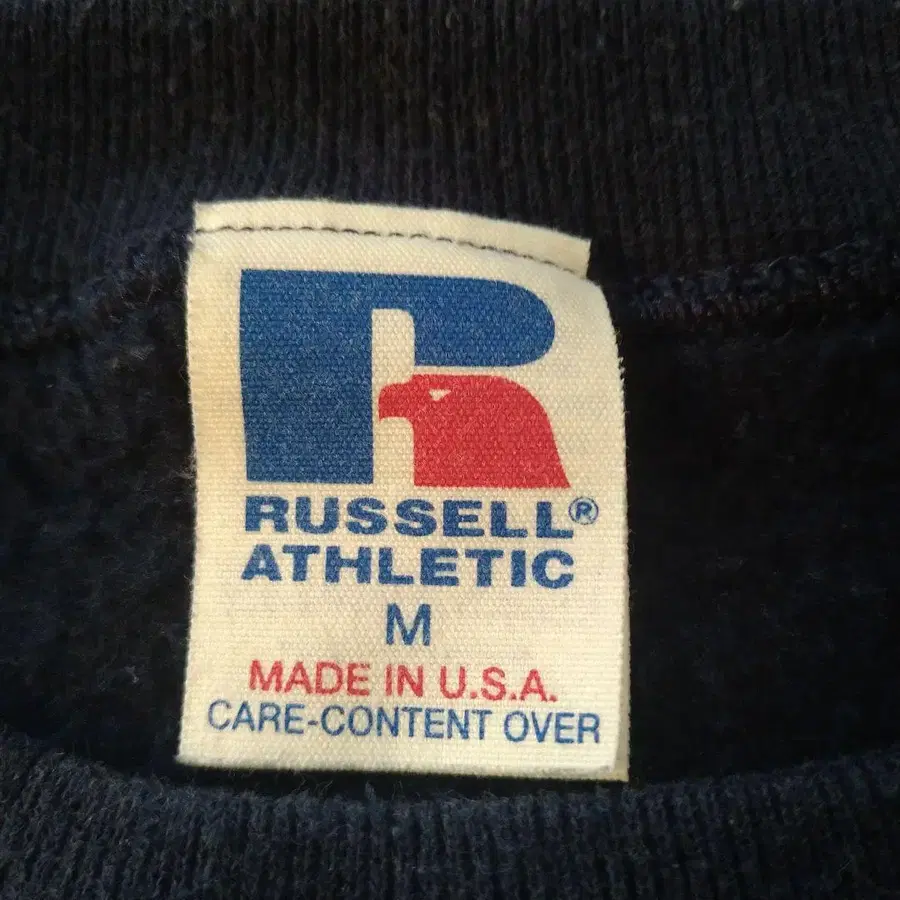 R
RUSSELL®
ATHLETIC
M
MADE IN U.S.A.
CARE-CONTENT OVER